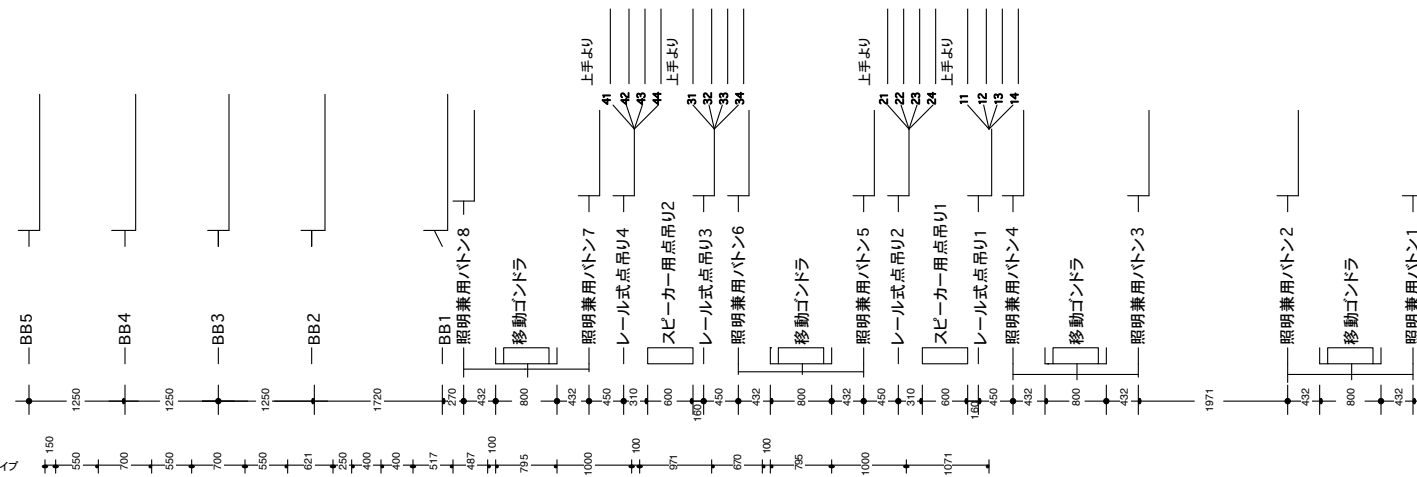 上手より
上手より
上手より
上手より
41
42
43
44
31
32
33
34
21
22
23
24
11
12
13
14
BB5
BB4
BB3
BB2
BB1
照明兼用バトン8
移動ゴンドラ
照明兼用バトン7
レール式点吊り4
スピーカー用点吊り2
レール式点吊り3
照明兼用バトン6
移動ゴンドラ
照明兼用バトン5
レール式点吊り2
スピーカー用点吊り1
レール式点吊り1
照明兼用バトン4
移動ゴンドラ
照明兼用バトン3
照明兼用バトン2
移動ゴンドラ
照明兼用バトン1
1250
1250
1250
1720
270
432
800
432
450
310
600
160
450
432
800
432
450
310
600
160
450
432
800
432
1971
432
800
432
イプ
150
550
700
550
700
550
621
250
400
400
517
487
100
795
1000
100
971
670
100
795
1000
1071